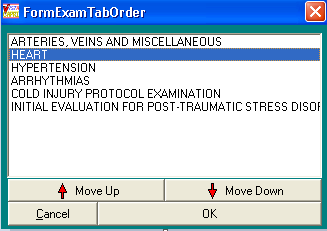 FormExamTabOrder
ARTERIES, VEINS AND MISCELLANEOUS
HEART
HYPERTENSION
ARRHYTHMIAS
COLD INJURY PROTOCOL EXAMINATION
INITIAL EVALUATION FOR POST-TRAUMATIC STRESS DISOR
Move Up Move Down
Cancel OK